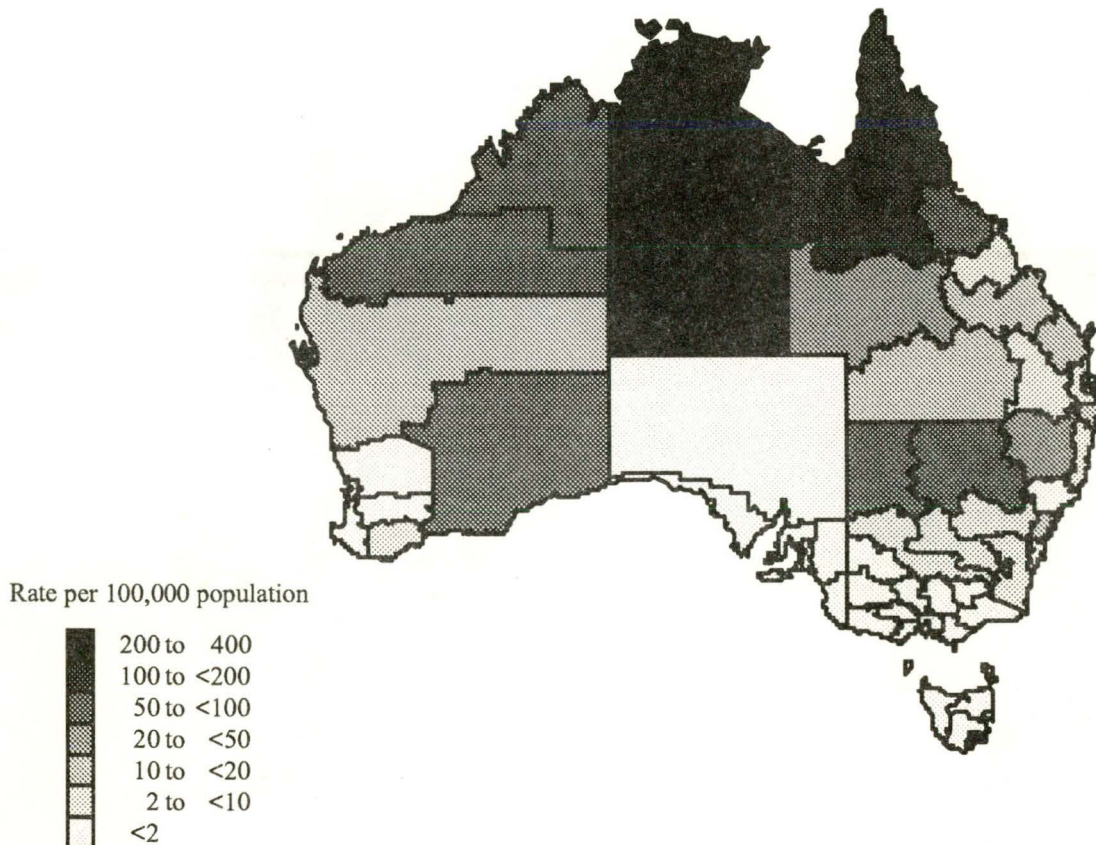 Rate per 100,000 population
200 to 400
100 to <200
50 to <100
20 to <50
10 to <20
2 to <10
<2